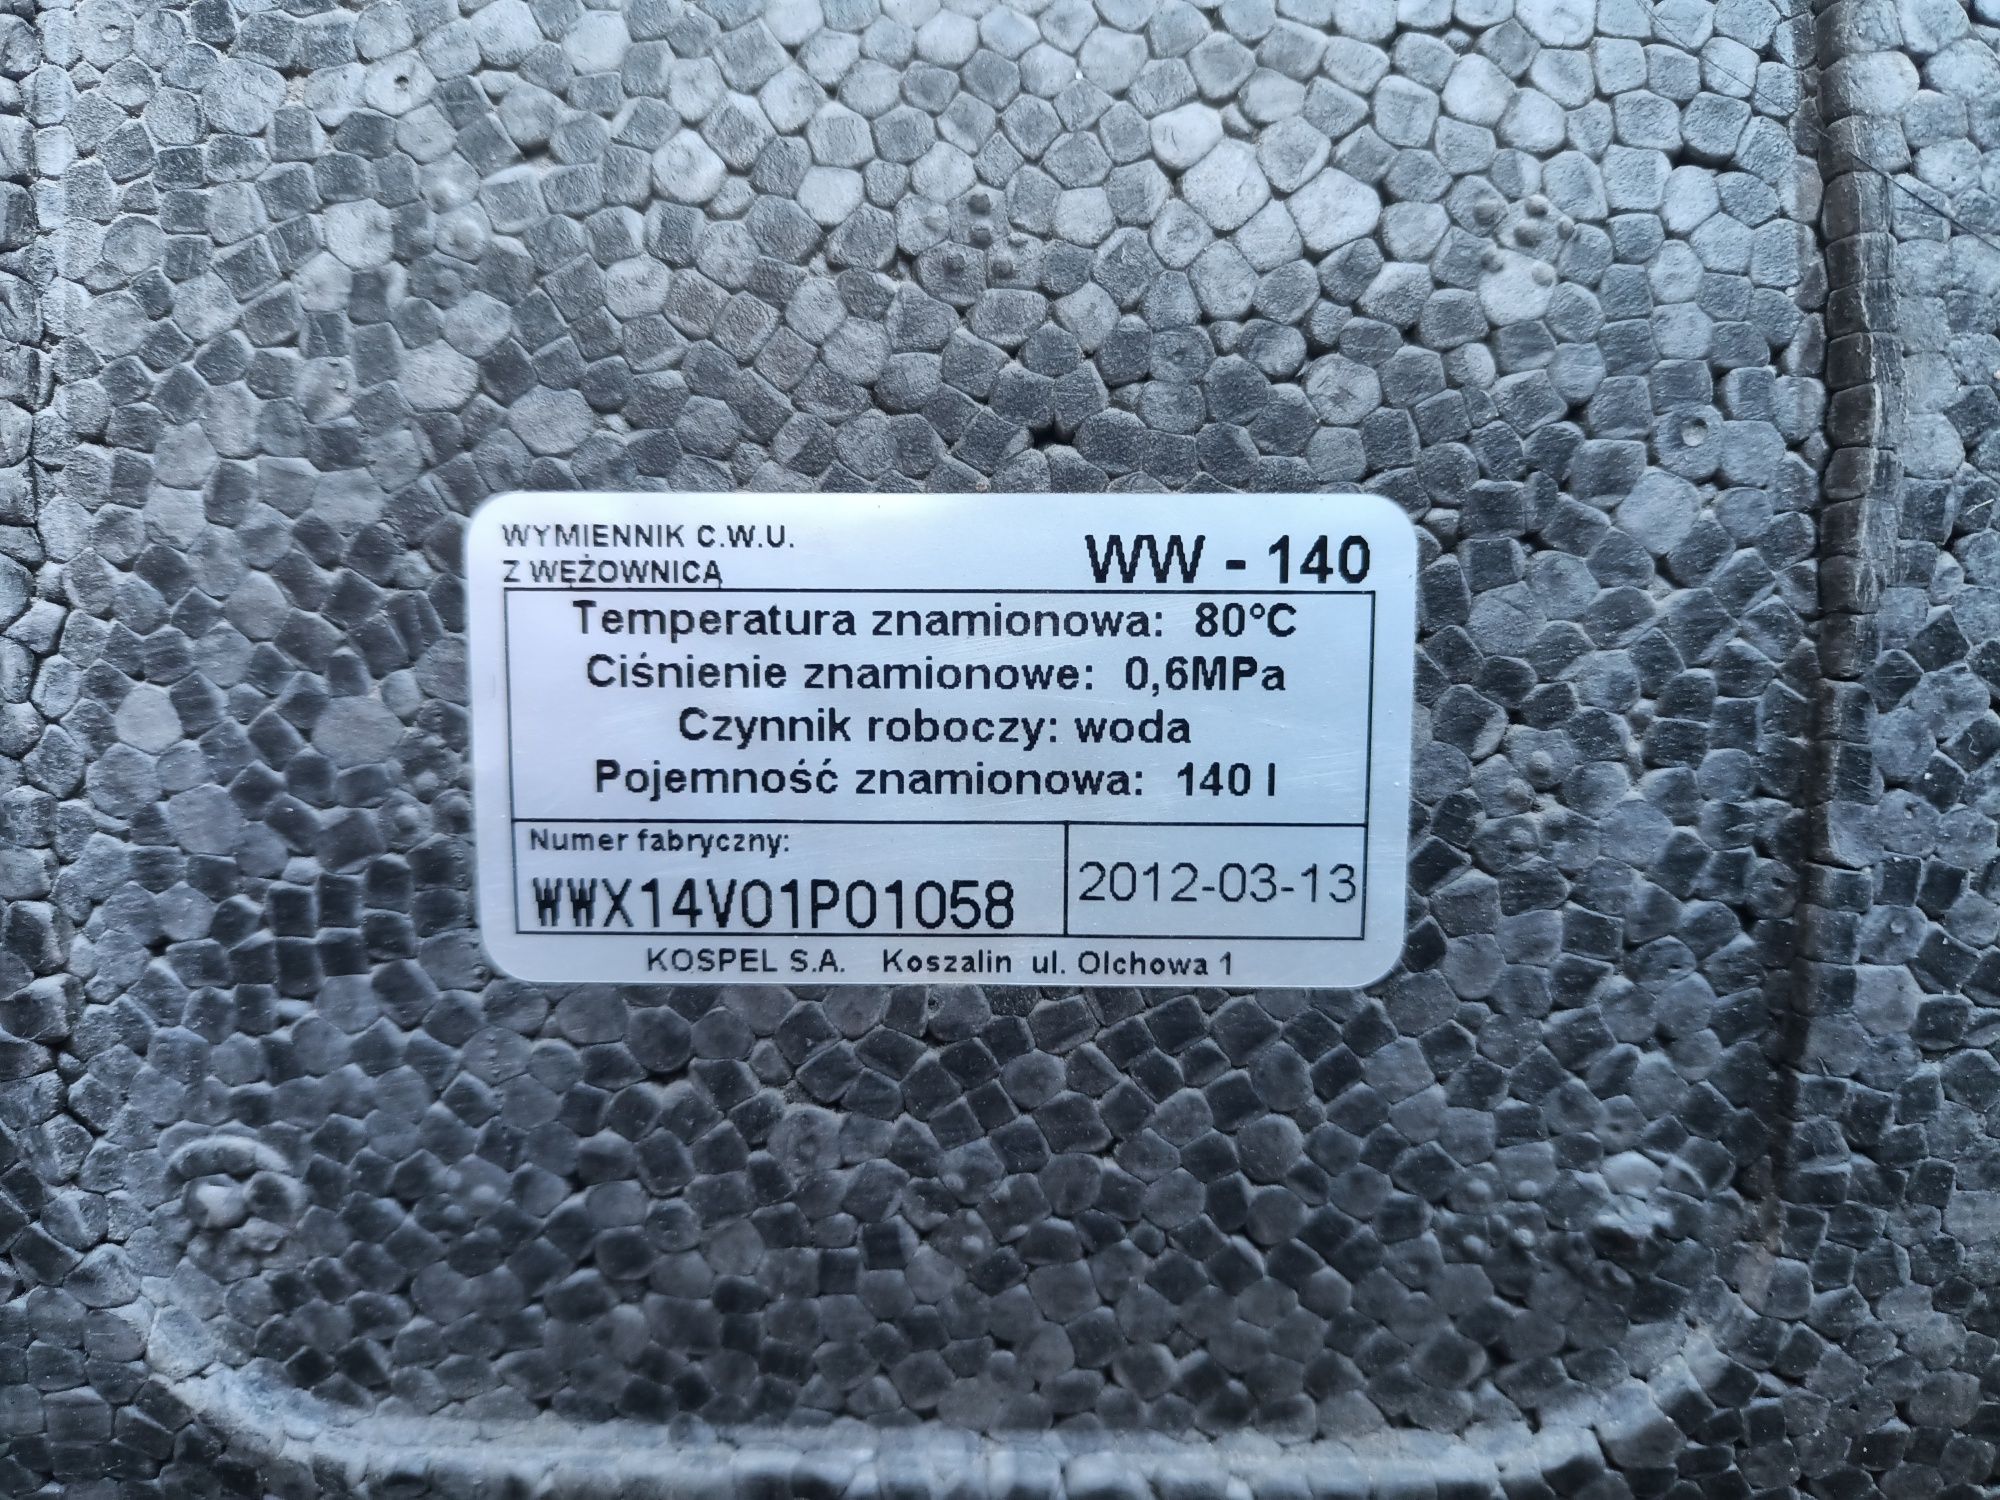 WYMIENNIK C.W.U.
Z WĘŻOWNICĄ
WW - 140
Temperatura znamionowa: 80°C
Ciśnienie znamionowe: 0,6MPa
Czynnik roboczy: woda
Pojemność znamionowa: 140 l
Numer fabryczny:
WWX14V01P01058
2012-03-13
KOSPEL S.A. Koszalin ul. Olchowa 1